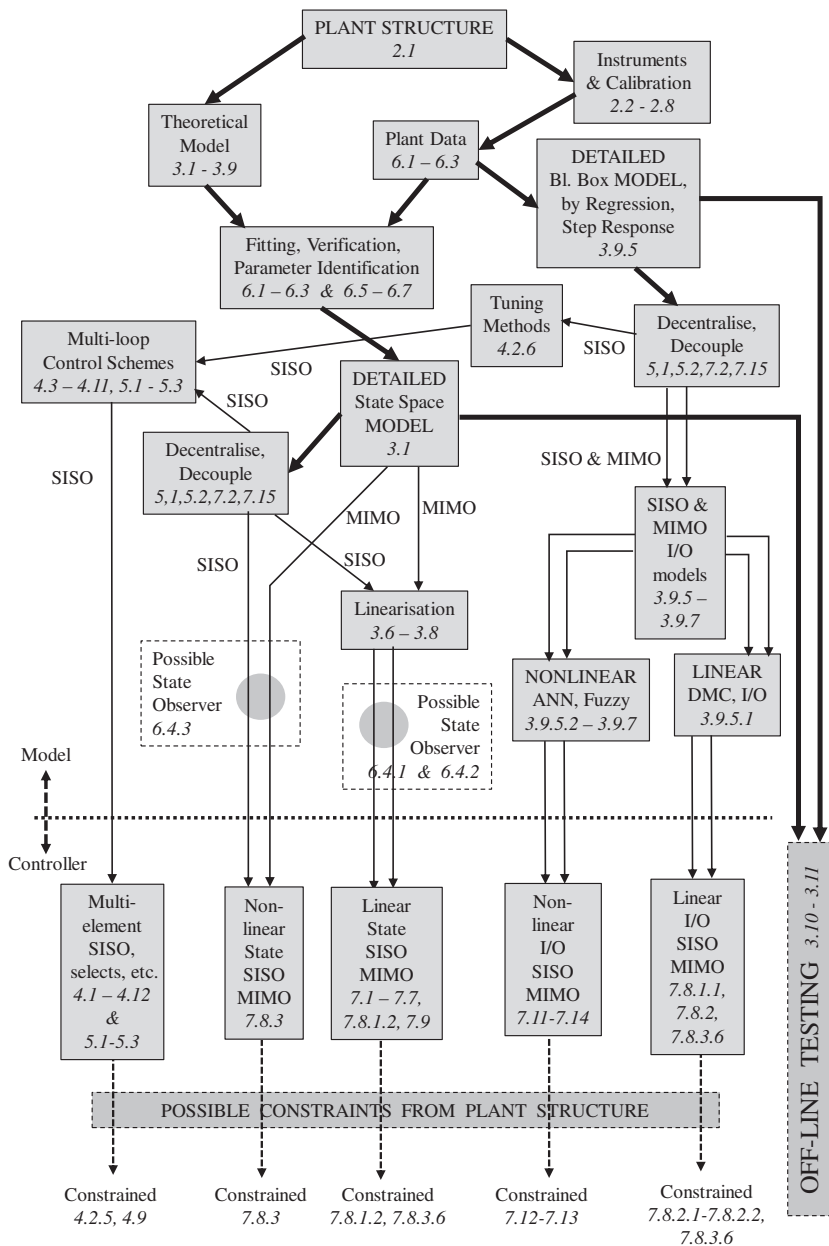 PLANT STRUCTURE
2.1
Instruments
& Calibration
2.2 - 2.8
Theoretical
Model
3.1 - 3.9
Plant Data
6.1 – 6.3
DETAILED
Bl. Box MODEL,
by Regression,
Step Response
3.9.5
Fitting, Verification,
Parameter Identification
6.1 – 6.3 & 6.5 – 6.7
Tuning
Methods
4.2.6
SISO
Decentralise,
Decouple
5,1,5.2,7.2,7.15
Multi-loop
Control Schemes
4.3 – 4.11, 5.1 - 5.3
SISO
SISO
DETAILED
State Space
MODEL
3.1
Decentralise,
Decouple
5,1,5.2,7.2,7.15
SISO
SISO & MIMO
MIMO
MIMO
SISO
SISO
SISO &
MIMO
I/O
models
3.9.5 –
3.9.7
Linearisation
3.6 – 3.8
Possible
State
Observer
6.4.3
Possible
State
Observer
6.4.1 & 6.4.2
NONLINEAR
ANN, Fuzzy
3.9.5.2 – 3.9.7
LINEAR
DMC, I/O
3.9.5.1
Model
Controller
Multi-
element
SISO,
selects, etc.
4.1 – 4.12
&
5.1-5.3
Non-
linear
State
SISO
MIMO
7.8.3
Linear
State
SISO
MIMO
7.1 – 7.7,
7.8.1.2, 7.9
Non-
linear
I/O
SISO
MIMO
7.11-7.14
Linear
I/O
SISO
MIMO
7.8.1.1,
7.8.2,
7.8.3.6
OFF-LINE TESTING 3.10 - 3.11
POSSIBLE CONSTRAINTS FROM PLANT STRUCTURE
Constrained
4.2.5, 4.9
Constrained
7.8.3
Constrained
7.8.1.2, 7.8.3.6
Constrained
7.12-7.13
Constrained
7.8.2.1-7.8.2.2,
7.8.3.6